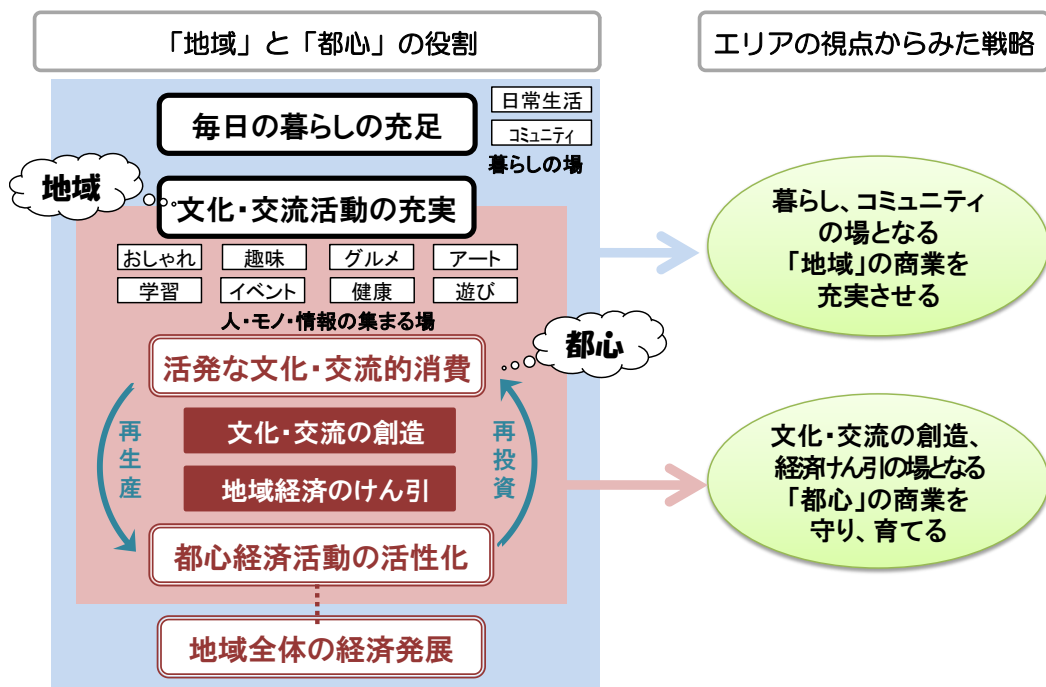 「地域」と「都心」の役割
エリアの視点からみた戦略
毎日の暮らしの充足
日常生活
コミュニティ
暮らしの場
地域
文化・交流活動の充実
おしゃれ
趣味
グルメ
アート
学習
イベント
健康
遊び
人・モノ・情報の集まる場
都心
活発な文化・交流的消費
再生産
文化・交流の創造
地域経済のけん引
再投資
都心経済活動の活性化
地域全体の経済発展
暮らし、コミュニティ
の場となる
「地域」の商業を
充実させる
文化・交流の創造、
経済けん引の場となる
「都心」の商業を
守り、育てる